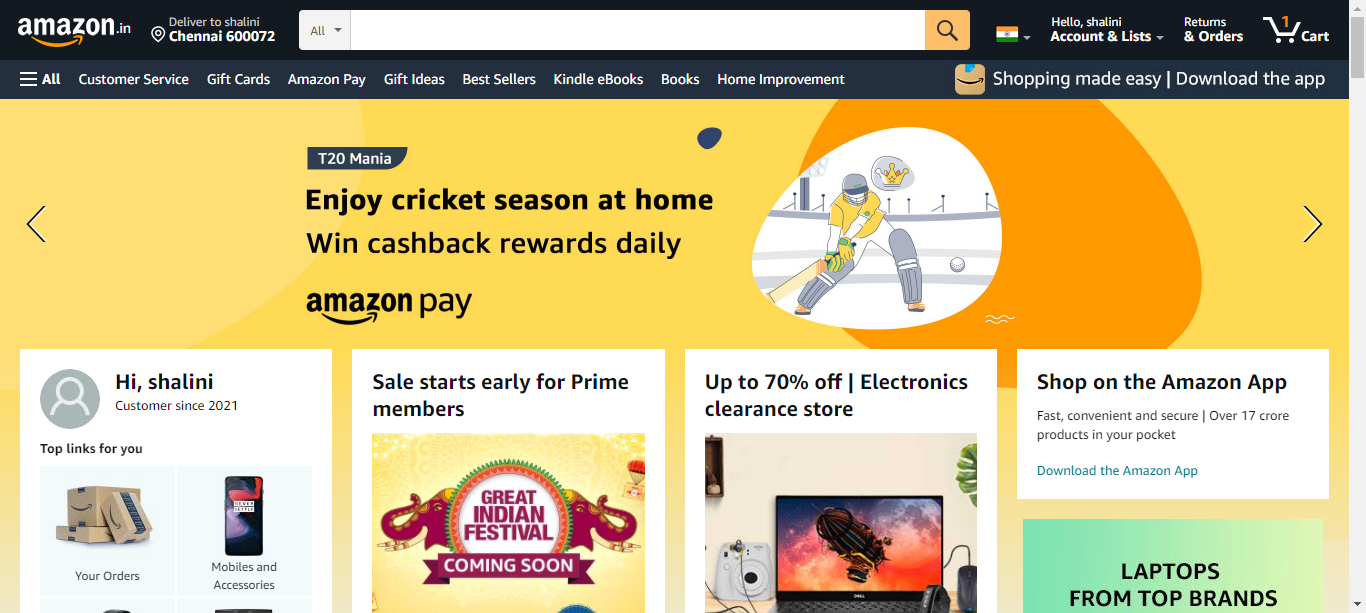 amazon.in
Deliver to shalini
Chennai 600072
All
Hello, shalini
Account & Lists
Returns
& Orders
1
Cart
All
Customer Service
Gift Cards
Amazon Pay
Gift Ideas
Best Sellers
Kindle eBooks
Books
Home Improvement
Shopping made easy | Download the app
T20 Mania
Enjoy cricket season at home
Win cashback rewards daily
amazon pay
Hi, shalini
Customer since 2021
Top links for you
Your Orders
NEVER
SETTLE
Mobiles and
Accessories
Sale starts early for Prime
members
GREAT
INDIAN
FESTIVAL
COMING SOON
Up to 70% off | Electronics
clearance store
DELL
Shop on the Amazon App
Fast, convenient and secure | Over 17 crore
products in your pocket
Download the Amazon App
LAPTOPS
FROM TOP BRANDS